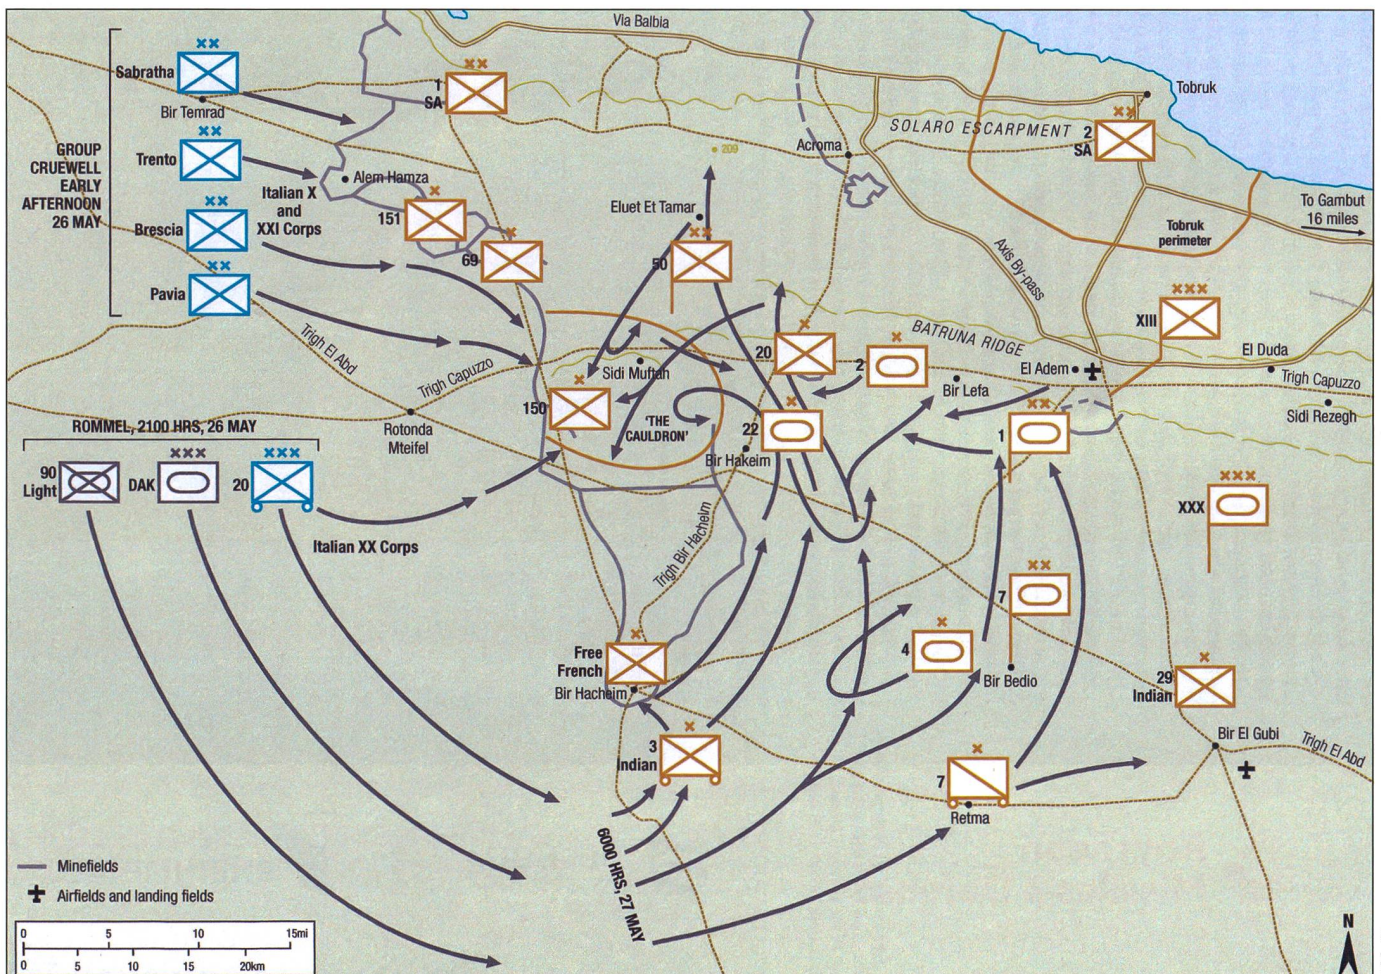 Via Balbia
Sabratha
Bir Temrad
1
SA
Tobruk
SOLARO ESCARPMENT
2
SA
GROUP
CRUEWELL
EARLY
AFTERNOON
26 MAY
Trento
Alem Hamza
Acroma
209
Italian X
and
XXI Corps
151
Eluet Et Tamar
To Gambut
16 miles
Brescia
69
50
Tobruk
perimeter
Axis By-pass
Pavia
XIII
Trigh El Abd
Trigh Capuzzo
BATRUNA RIDGE
20
2
Sidi Muftah
El Adem
El Duda
Trigh Capuzzo
Bir Lefa
Sidi Rezegh
150
'THE
CAULDRON'
22
1
Rotonda
Mteifel
Bir Hakeim
ROMMEL, 2100 HRS, 26 MAY
90
Light
DAK
20
XXX
Italian XX Corps
Trigh Bir Hacheim
7
4
Free
French
Bir Hacheim
Bir Bedio
29
Indian
3
Indian
Bir El Gubi
Trigh El Abd
7
Retma
6000 HRS, 27 MAY
Minefields
Airfields and landing fields
0 5 10 15mi
0 5 10 15 20km
N